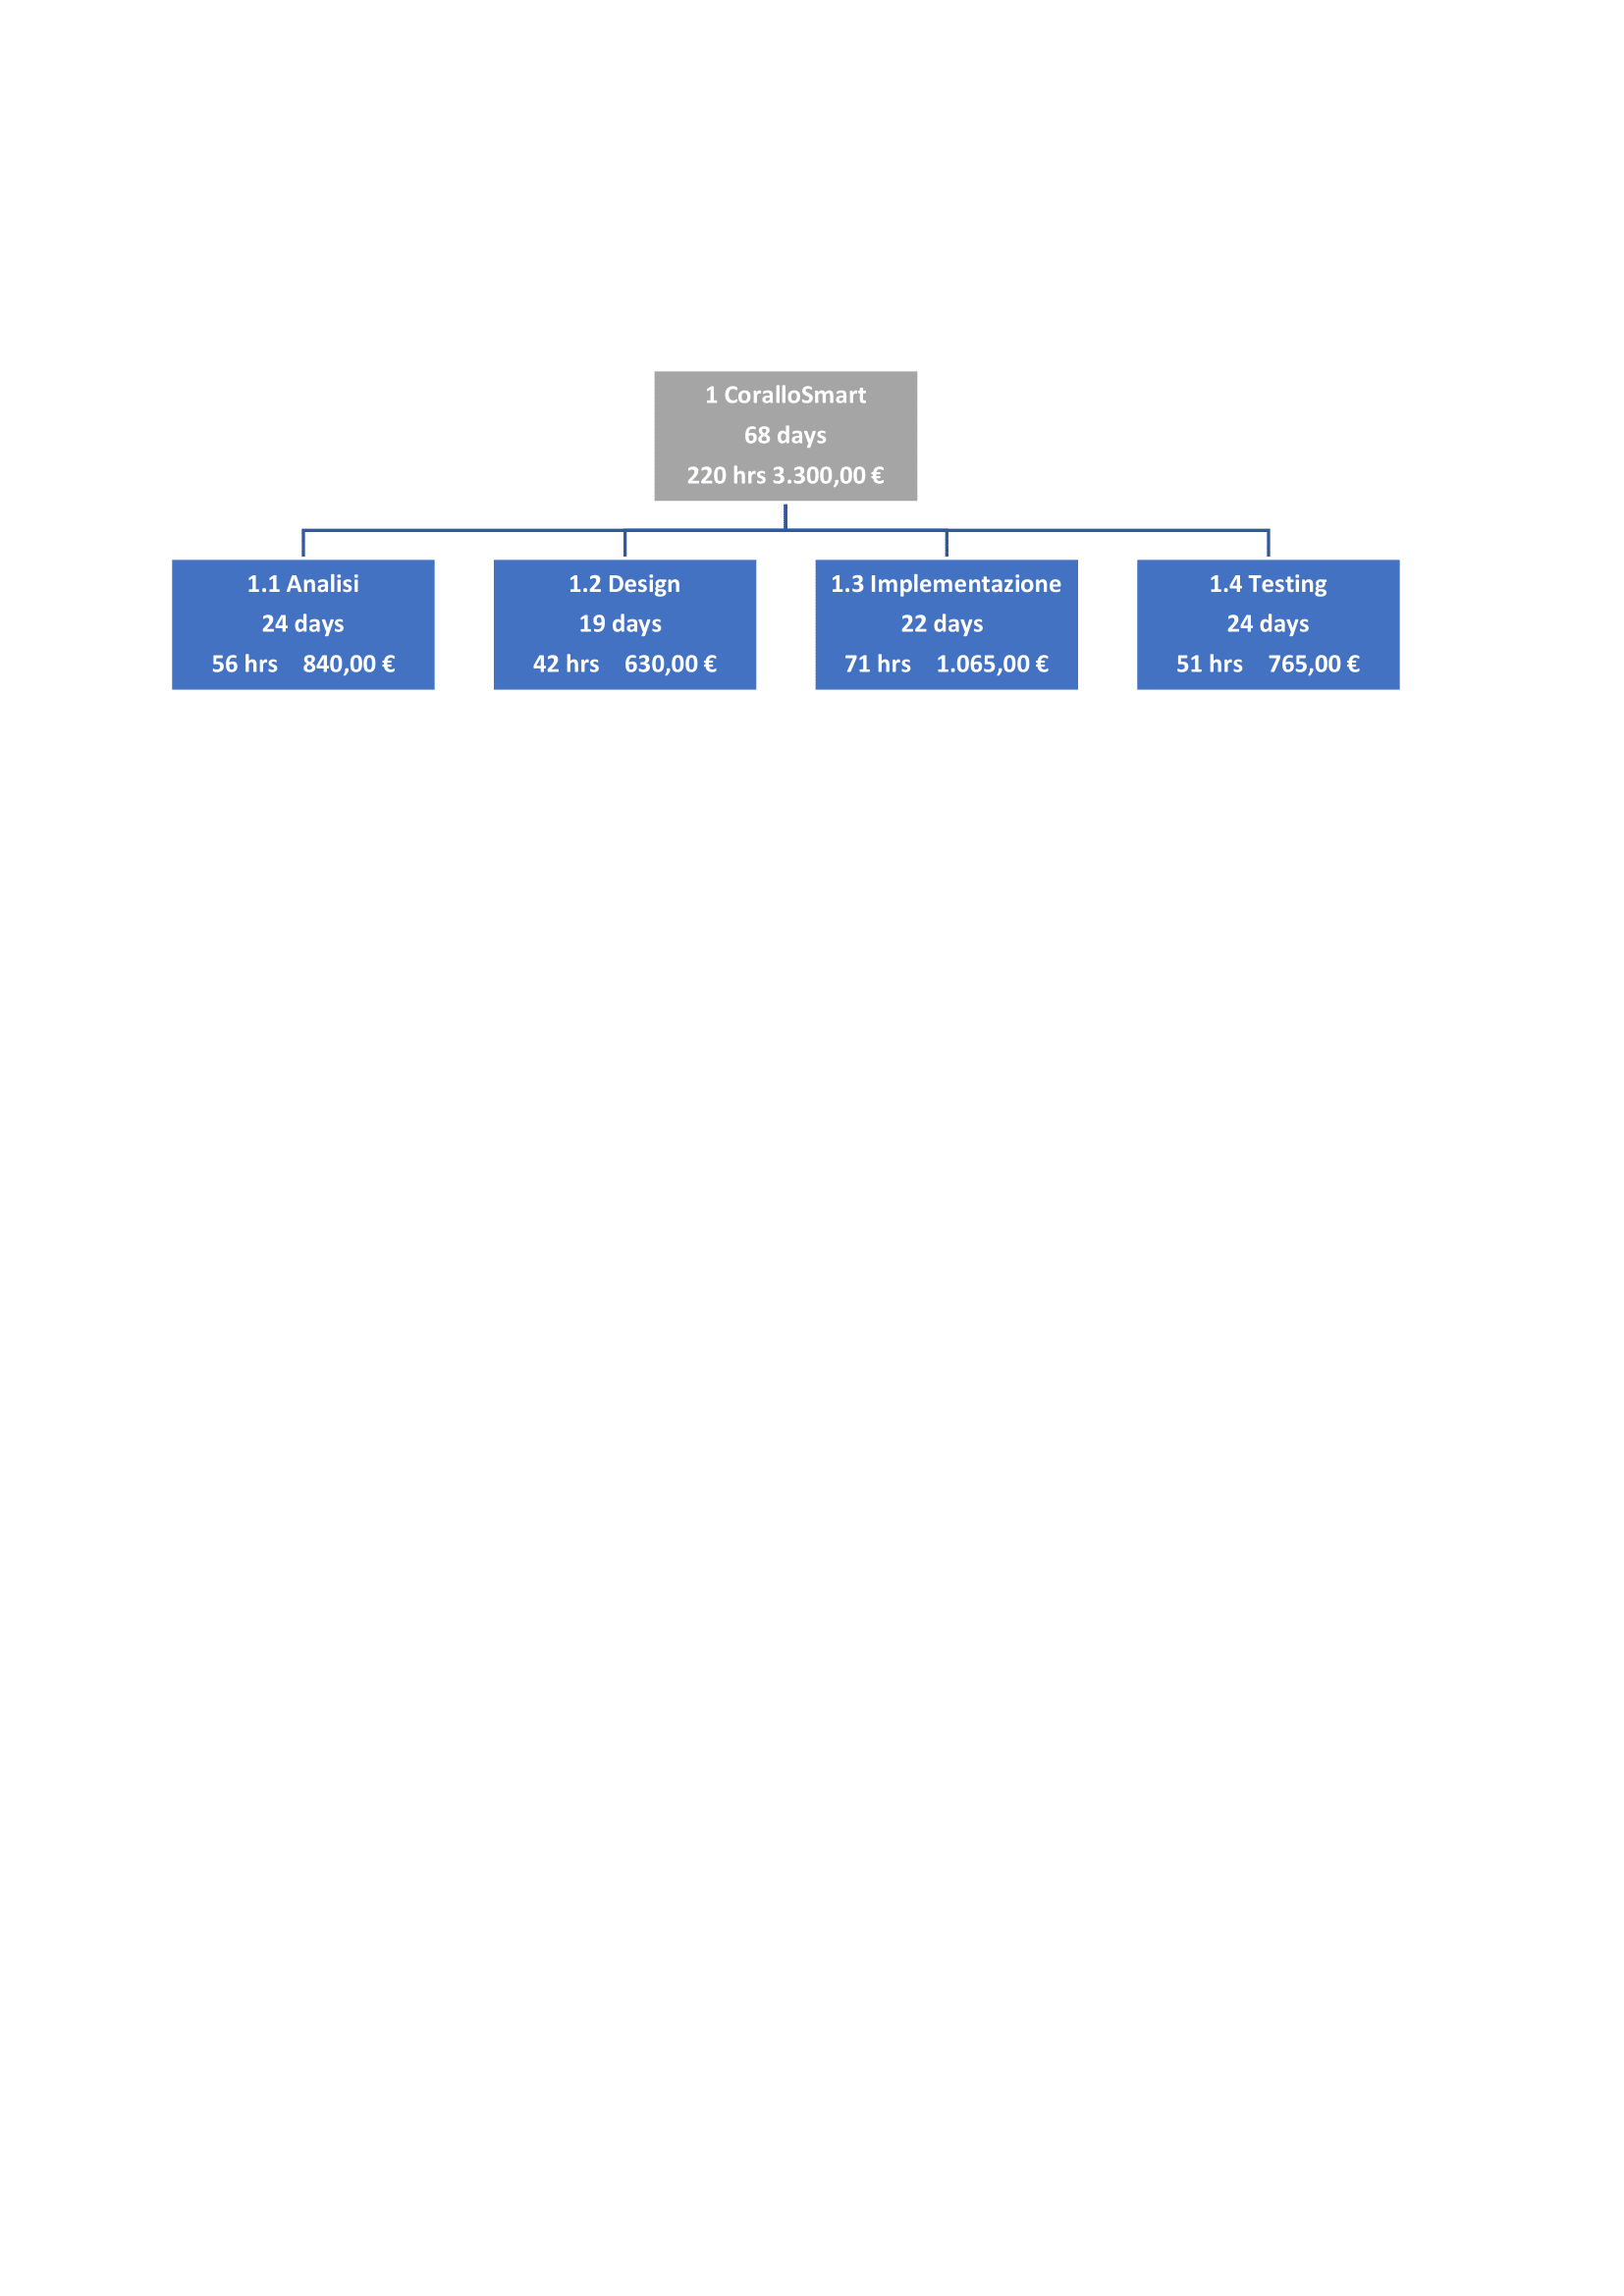 1 CoralloSmart
68 days
220 hrs 3.300,00 €
1.1 Analisi
24 days
56 hrs 840,00 €
1.2 Design
19 days
42 hrs 630,00 €
1.3 Implementazione
22 days
71 hrs 1.065,00 €
1.4 Testing
24 days
51 hrs 765,00 €